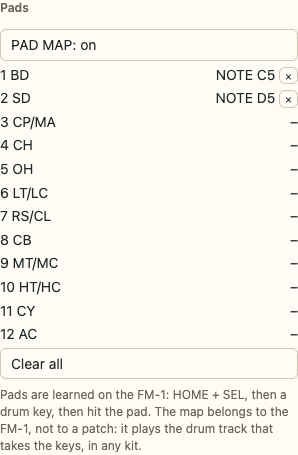 Pads
PAD MAP: on
1 BD NOTE C5 ×
2 SD NOTE D5 ×
3 CP/MA –
4 CH –
5 OH –
6 LT/LC –
7 RS/CL –
8 CB –
9 MT/MC –
10 HT/HC –
11 CY –
12 AC –
Clear all
Pads are learned on the FM-1: HOME + SEL, then a
drum key, then hit the pad. The map belongs to the
FM-1, not to a patch: it plays the drum track that
takes the keys, in any kit.